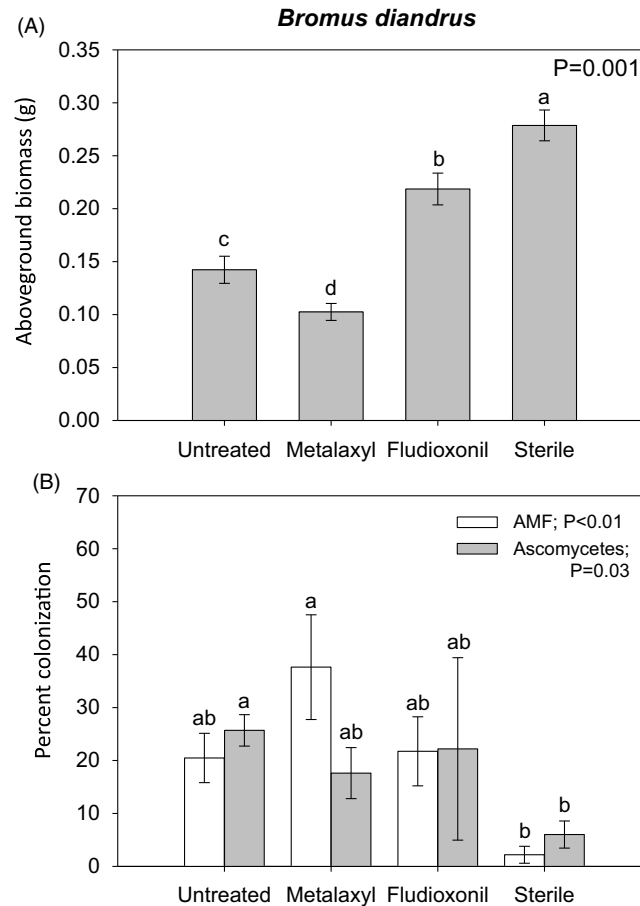 (A)
Bromus diandrus
P=0.001
Aboveground biomass (g)
0.35
0.30
0.25
0.20
0.15
0.10
0.05
0.00
c
d
b
a
Untreated Metalaxyl Fludioxonil Sterile
(B)
Percent colonization
70
60
50
40
30
20
10
0
AMF; P<0.01
Ascomycetes;
P=0.03
ab a
a ab
ab ab
b b
Untreated Metalaxyl Fludioxonil Sterile